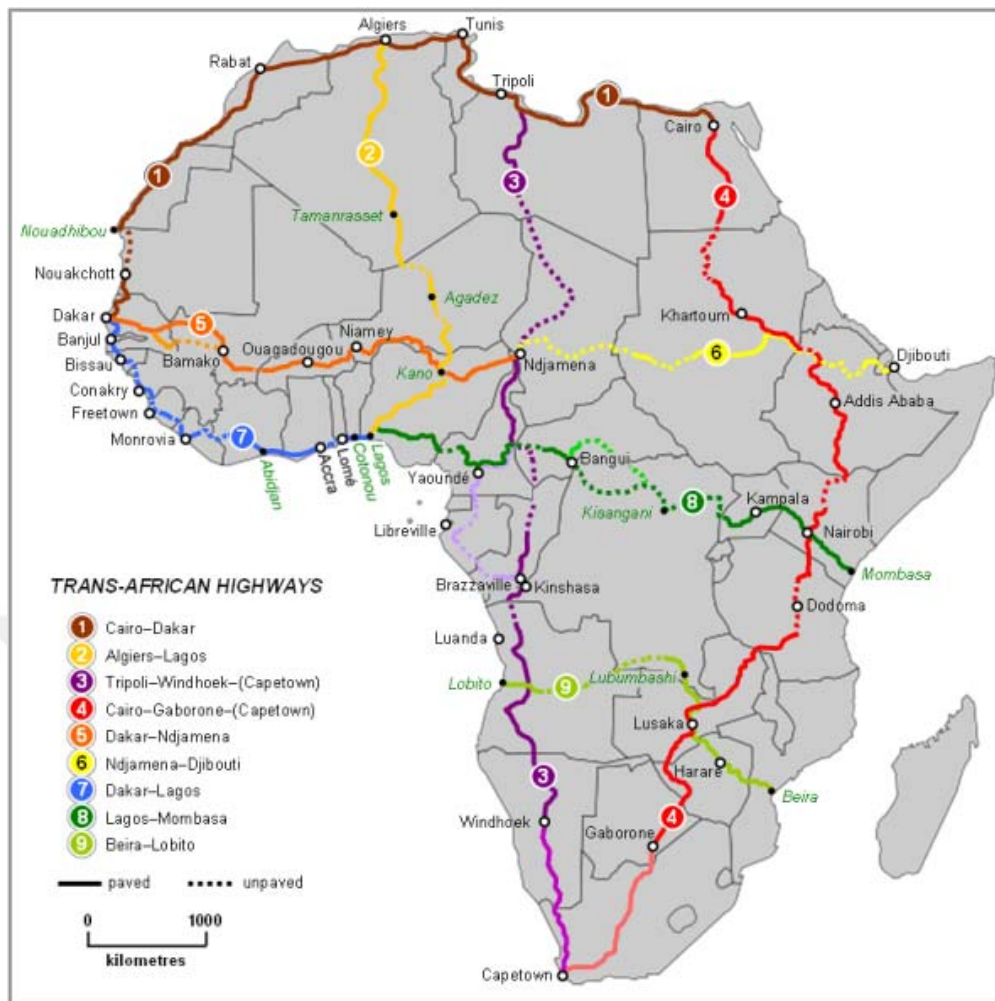 Algiers
Tunis
Rabat
Tripoli
1
Cairo
2
1
3
4
Tamanrasset
Nouadhibou
Nouakchott
Agadez
Dakar
5
Khartoum
Banjul
Niamey
Ouagadougou
6
Djibouti
Bissau
Bamako
Kano
Ndjamena
Conakry
Addis Ababa
Freetown
Monrovia
7
Abidjan
Accra
Lomé
Cotonou
Lagos
Yaoundé
Bangui
Kisangani
8
Kampala
Libreville
Nairobi
Mombasa
Brazzaville
Kinshasa
Dodoma
Luanda
Lobito
9
Lubumbashi
Lusaka
Harare
Beira
3
Windhoek
Gaborone
4
Capetown
TRANS-AFRICAN HIGHWAYS
1 Cairo–Dakar
2 Algiers–Lagos
3 Tripoli–Windhoek–(Capetown)
4 Cairo–Gaborone–(Capetown)
5 Dakar–Ndjamena
6 Ndjamena–Djibouti
7 Dakar–Lagos
8 Lagos–Mombasa
9 Beira–Lobito
paved unpaved
0 1000
kilometres